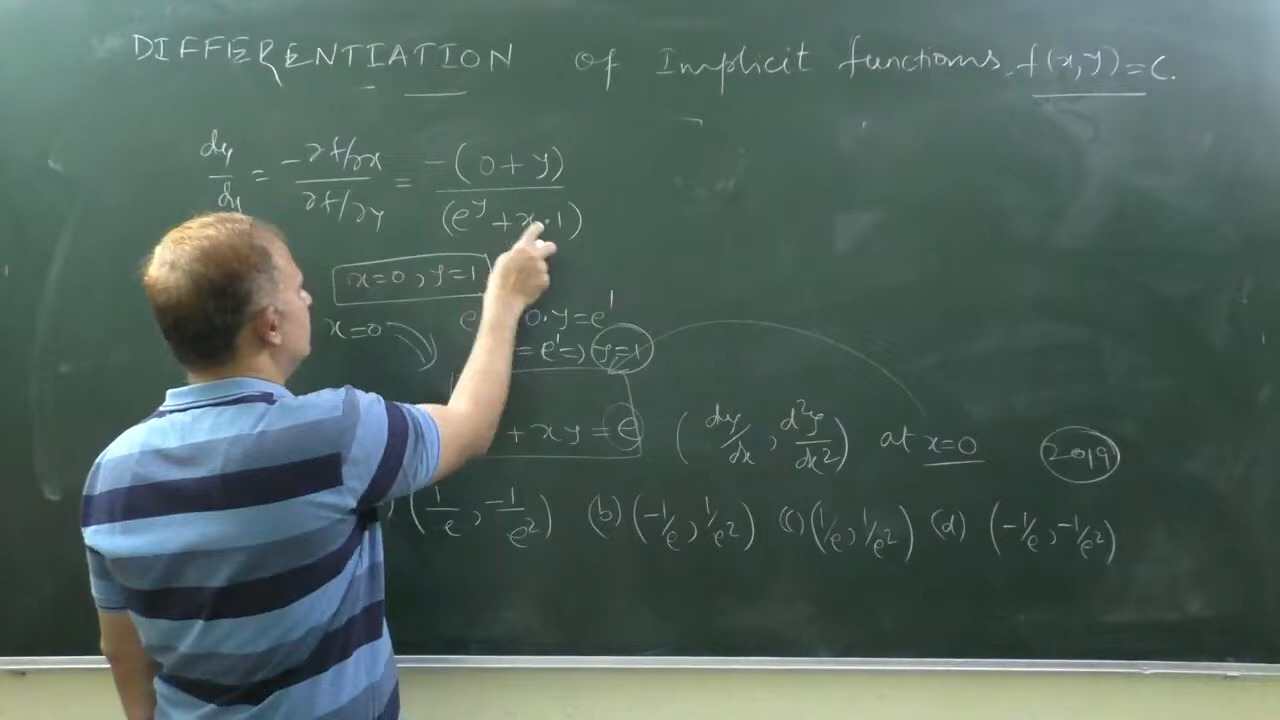 DIFFERENTIATION of Implicit functions f(x,y)=c.
dy/dx = -∂f/∂x / ∂f/∂y = -(0+y) / (e^y + x·1)
x=0, y=1
x=0
e 0·y=e^1
=e^1=) y=1
+xy=e (dy/dx, d²y/dx²) at x=0 2019
(1/e, -1/e²) (b) (-1/e, 1/e²) (c) (1/e, 1/e²) (d) (-1/e, -1/e²)